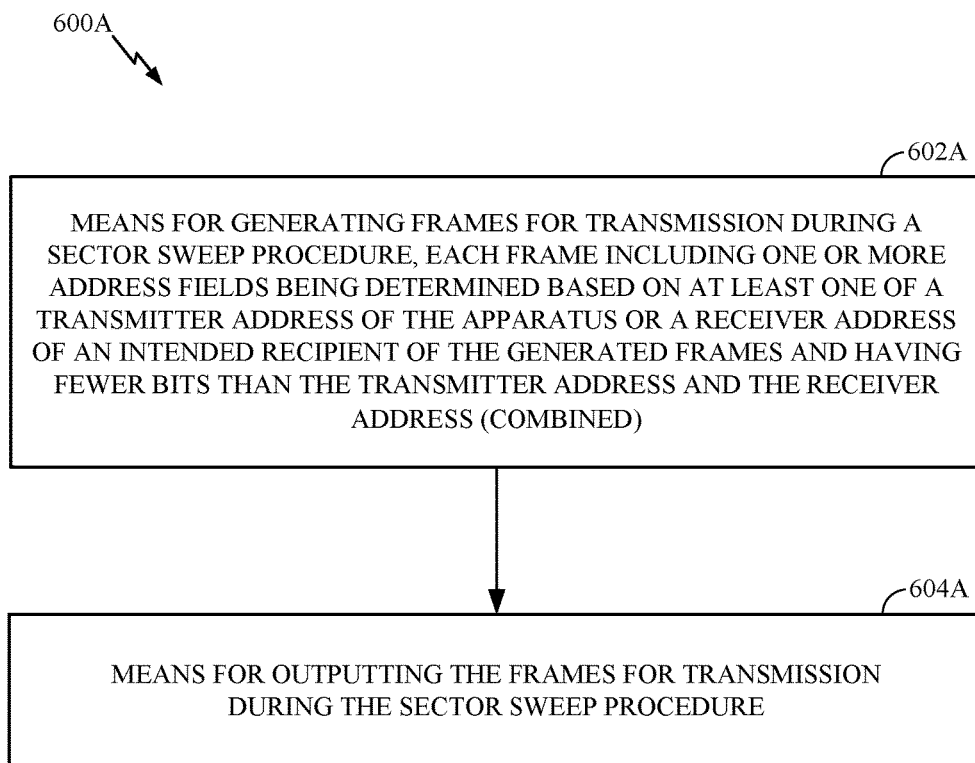 600A
602A
MEANS FOR GENERATING FRAMES FOR TRANSMISSION DURING A
SECTOR SWEEP PROCEDURE, EACH FRAME INCLUDING ONE OR MORE
ADDRESS FIELDS BEING DETERMINED BASED ON AT LEAST ONE OF A
TRANSMITTER ADDRESS OF THE APPARATUS OR A RECEIVER ADDRESS
OF AN INTENDED RECIPIENT OF THE GENERATED FRAMES AND HAVING
FEWER BITS THAN THE TRANSMITTER ADDRESS AND THE RECEIVER
ADDRESS (COMBINED)
604A
MEANS FOR OUTPUTTING THE FRAMES FOR TRANSMISSION
DURING THE SECTOR SWEEP PROCEDURE